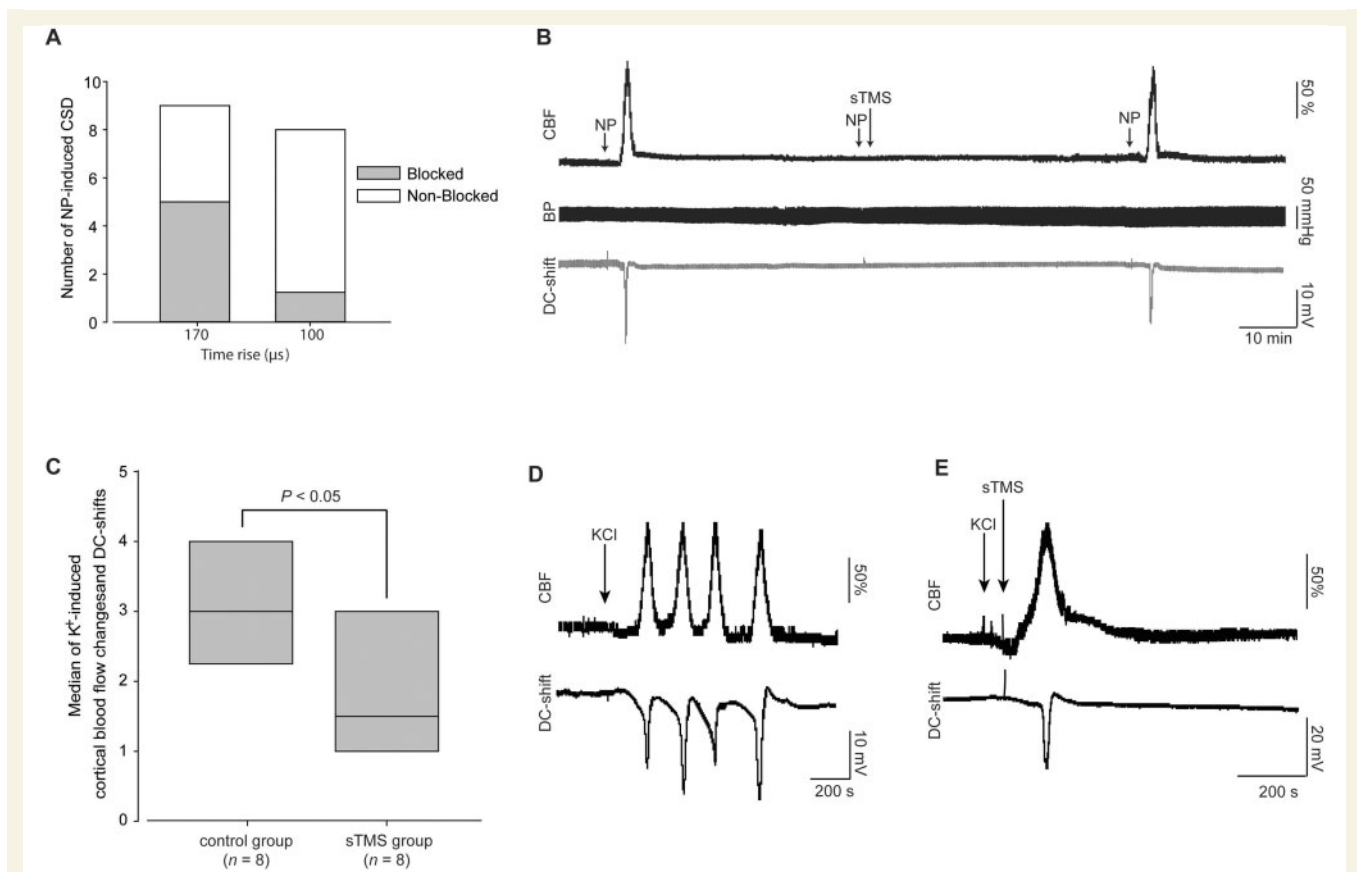 A
Number of NP-induced CSD
10
8
6
4
2
0
170
100
Time rise (µs)
Blocked
Non-Blocked
B
CBF
NP
sTMS
NP
NP
50 %
BP
50 mmHg
DC-shift
10 mV
10 min
C
Median of K⁺-induced
cortical blood flow changesand DC-shifts
5
4
3
2
1
0
P < 0.05
control group
(n = 8)
sTMS group
(n = 8)
D
KCl
CBF
50%
DC-shift
10 mV
200 s
E
sTMS
KCl
CBF
50%
DC-shift
20 mV
200 s